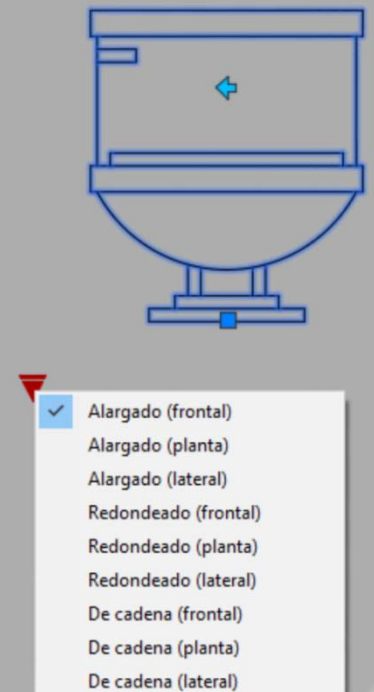 Alargado (frontal)
Alargado (planta)
Alargado (lateral)
Redondeado (frontal)
Redondeado (planta)
Redondeado (lateral)
De cadena (frontal)
De cadena (planta)
De cadena (lateral)